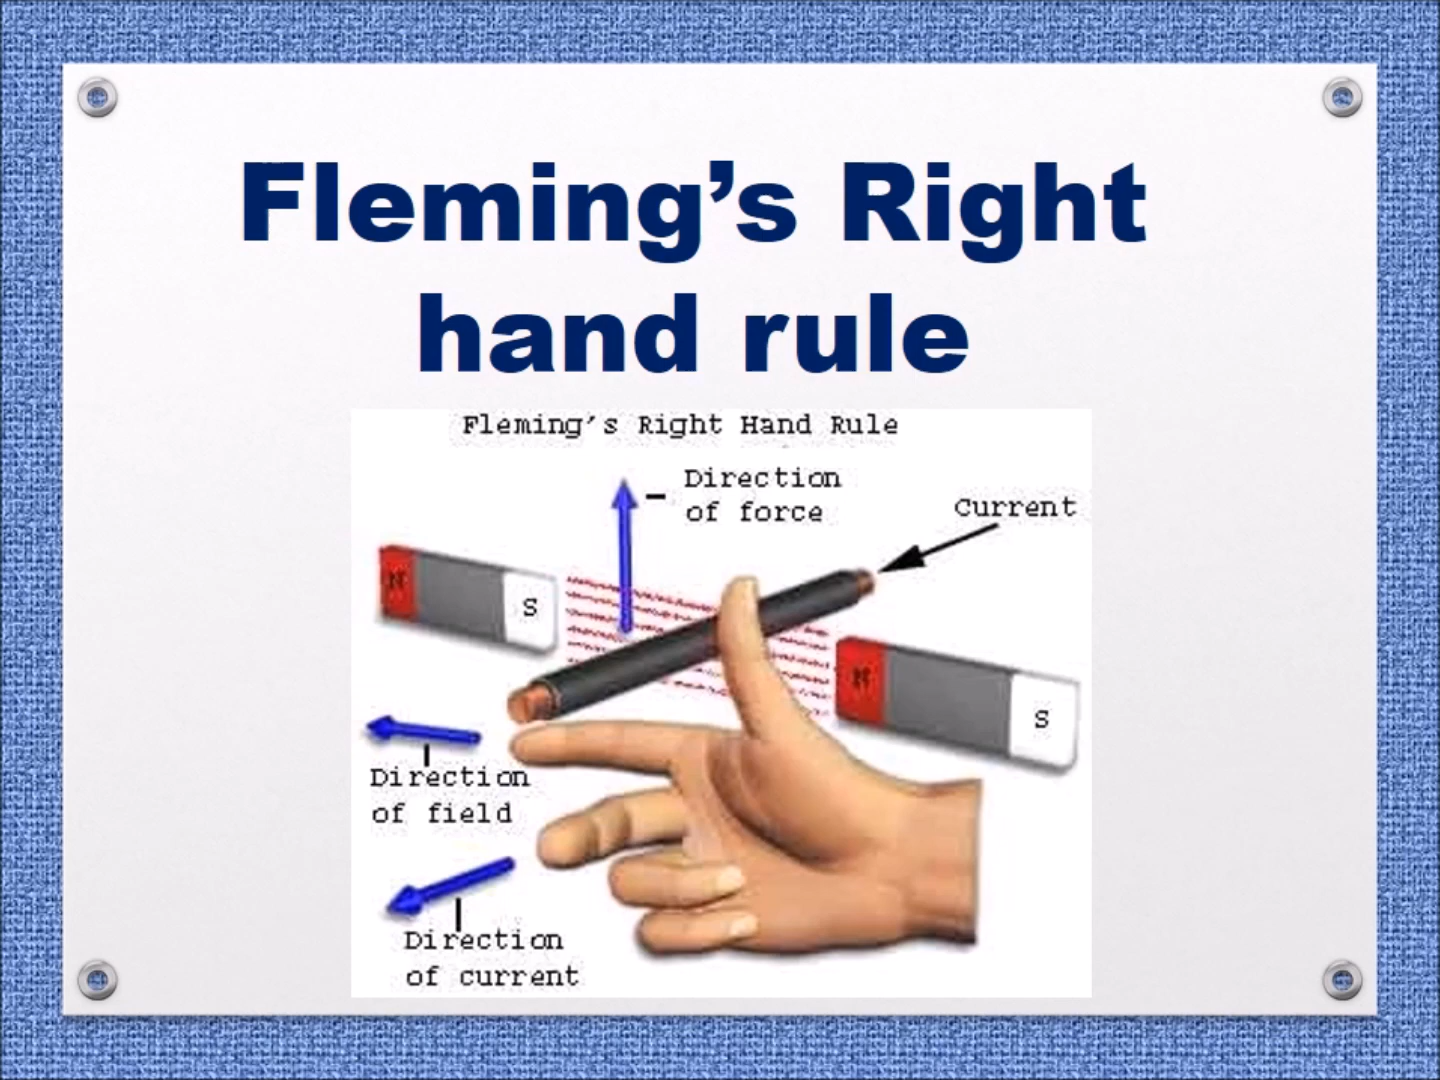 Fleming’s Right
hand rule
Fleming’s Right Hand Rule
Direction
of force
Current
N
S
N
S
Direction
of field
Direction
of current